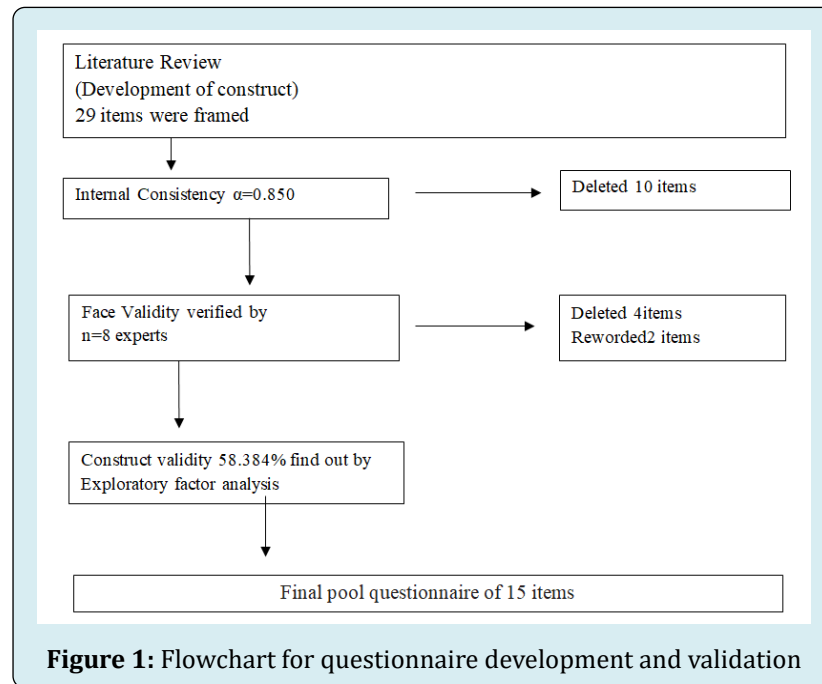 Literature Review
(Development of construct)
29 items were framed
Internal Consistency α=0.850
Deleted 10 items
Face Validity verified by
n=8 experts
Deleted 4items
Reworded2 items
Construct validity 58.384% find out by
Exploratory factor analysis
Final pool questionnaire of 15 items
Figure 1: Flowchart for questionnaire development and validation